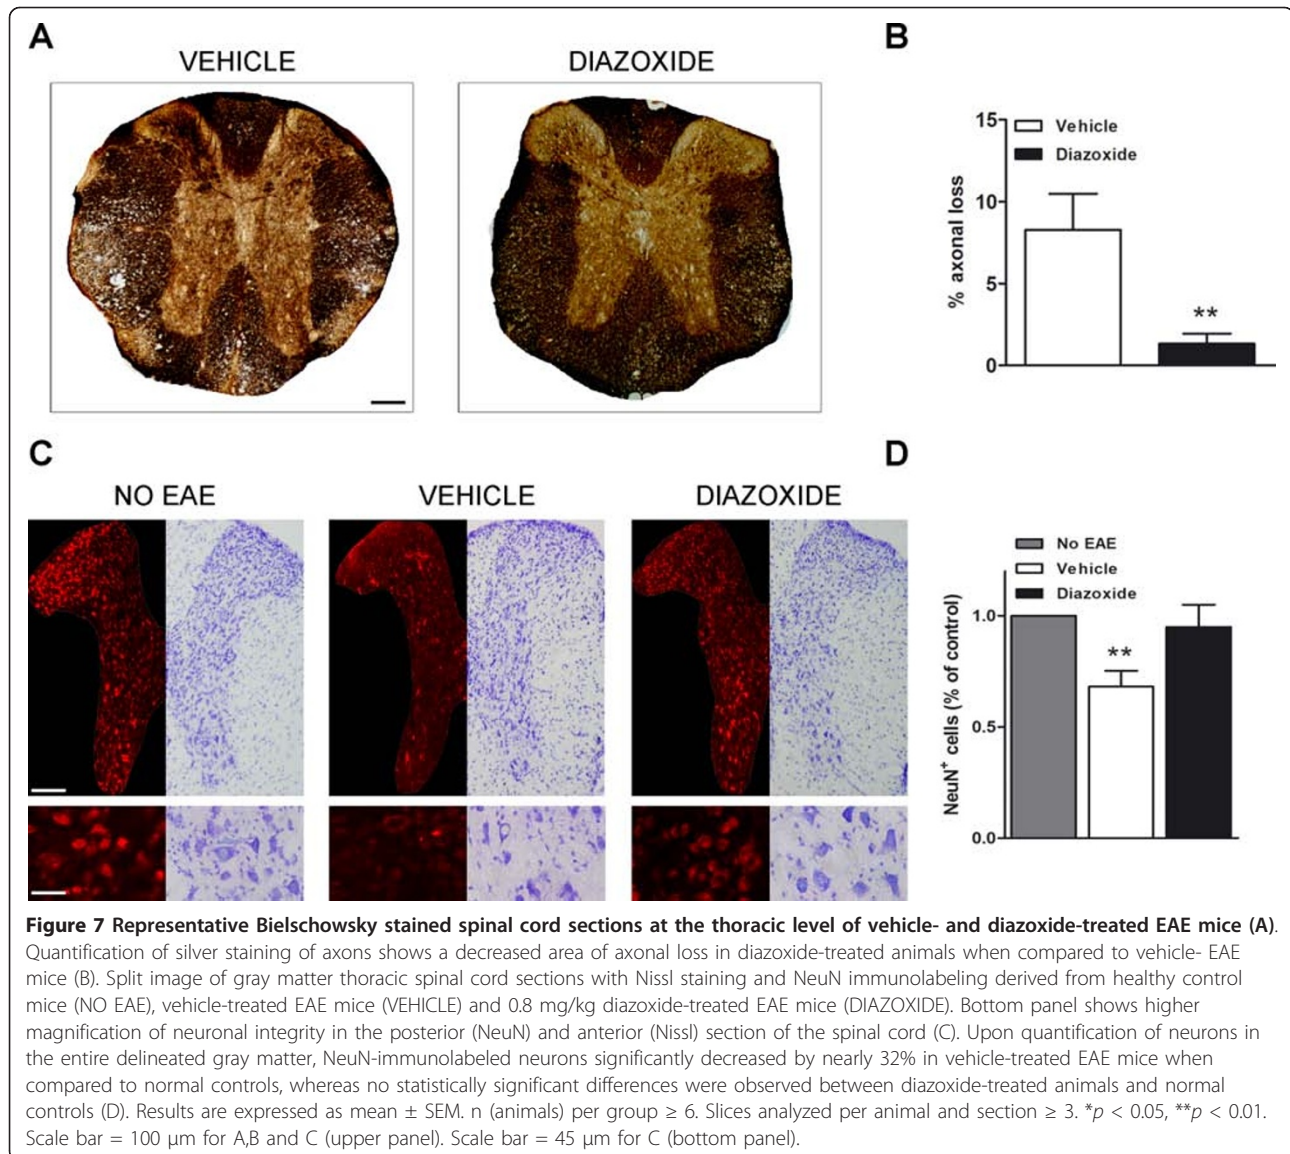 A
VEHICLE
DIAZOXIDE
B
15
10
5
0
% axonal loss
Vehicle
Diazoxide
**
C
NO EAE
VEHICLE
DIAZOXIDE
D
No EAE
Vehicle
Diazoxide
1.0
0.5
0.0
NeuN⁺ cells (% of control)
**
Figure 7 Representative Bielschowsky stained spinal cord sections at the thoracic level of vehicle- and diazoxide-treated EAE mice (A).
Quantification of silver staining of axons shows a decreased area of axonal loss in diazoxide-treated animals when compared to vehicle- EAE
mice (B). Split image of gray matter thoracic spinal cord sections with Nissl staining and NeuN immunolabeling derived from healthy control
mice (NO EAE), vehicle-treated EAE mice (VEHICLE) and 0.8 mg/kg diazoxide-treated EAE mice (DIAZOXIDE). Bottom panel shows higher
magnification of neuronal integrity in the posterior (NeuN) and anterior (Nissl) section of the spinal cord (C). Upon quantification of neurons in
the entire delineated gray matter, NeuN-immunolabeled neurons significantly decreased by nearly 32% in vehicle-treated EAE mice when
compared to normal controls, whereas no statistically significant differences were observed between diazoxide-treated animals and normal
controls (D). Results are expressed as mean ± SEM. n (animals) per group ≥ 6. Slices analyzed per animal and section ≥ 3. *p < 0.05, **p < 0.01.
Scale bar = 100 μm for A,B and C (upper panel). Scale bar = 45 μm for C (bottom panel).